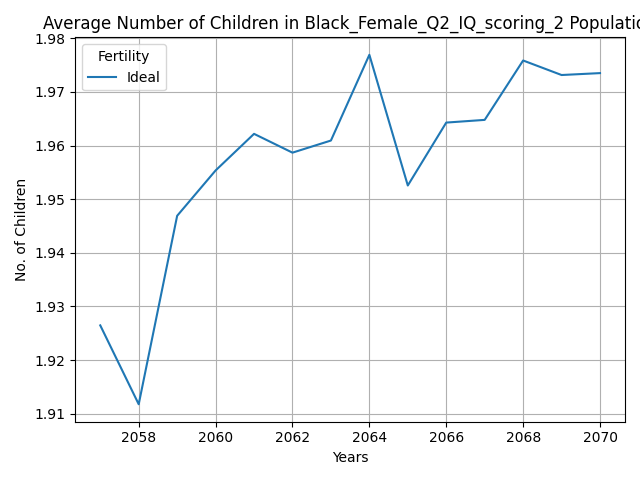 Average Number of Children in Black_Female_Q2_IQ_scoring_2 Populatio
1.98
Fertility
Ideal
1.97
1.96
1.95
1.94
1.93
1.92
1.91
No. of Children
2058 2060 2062 2064 2066 2068 2070
Years